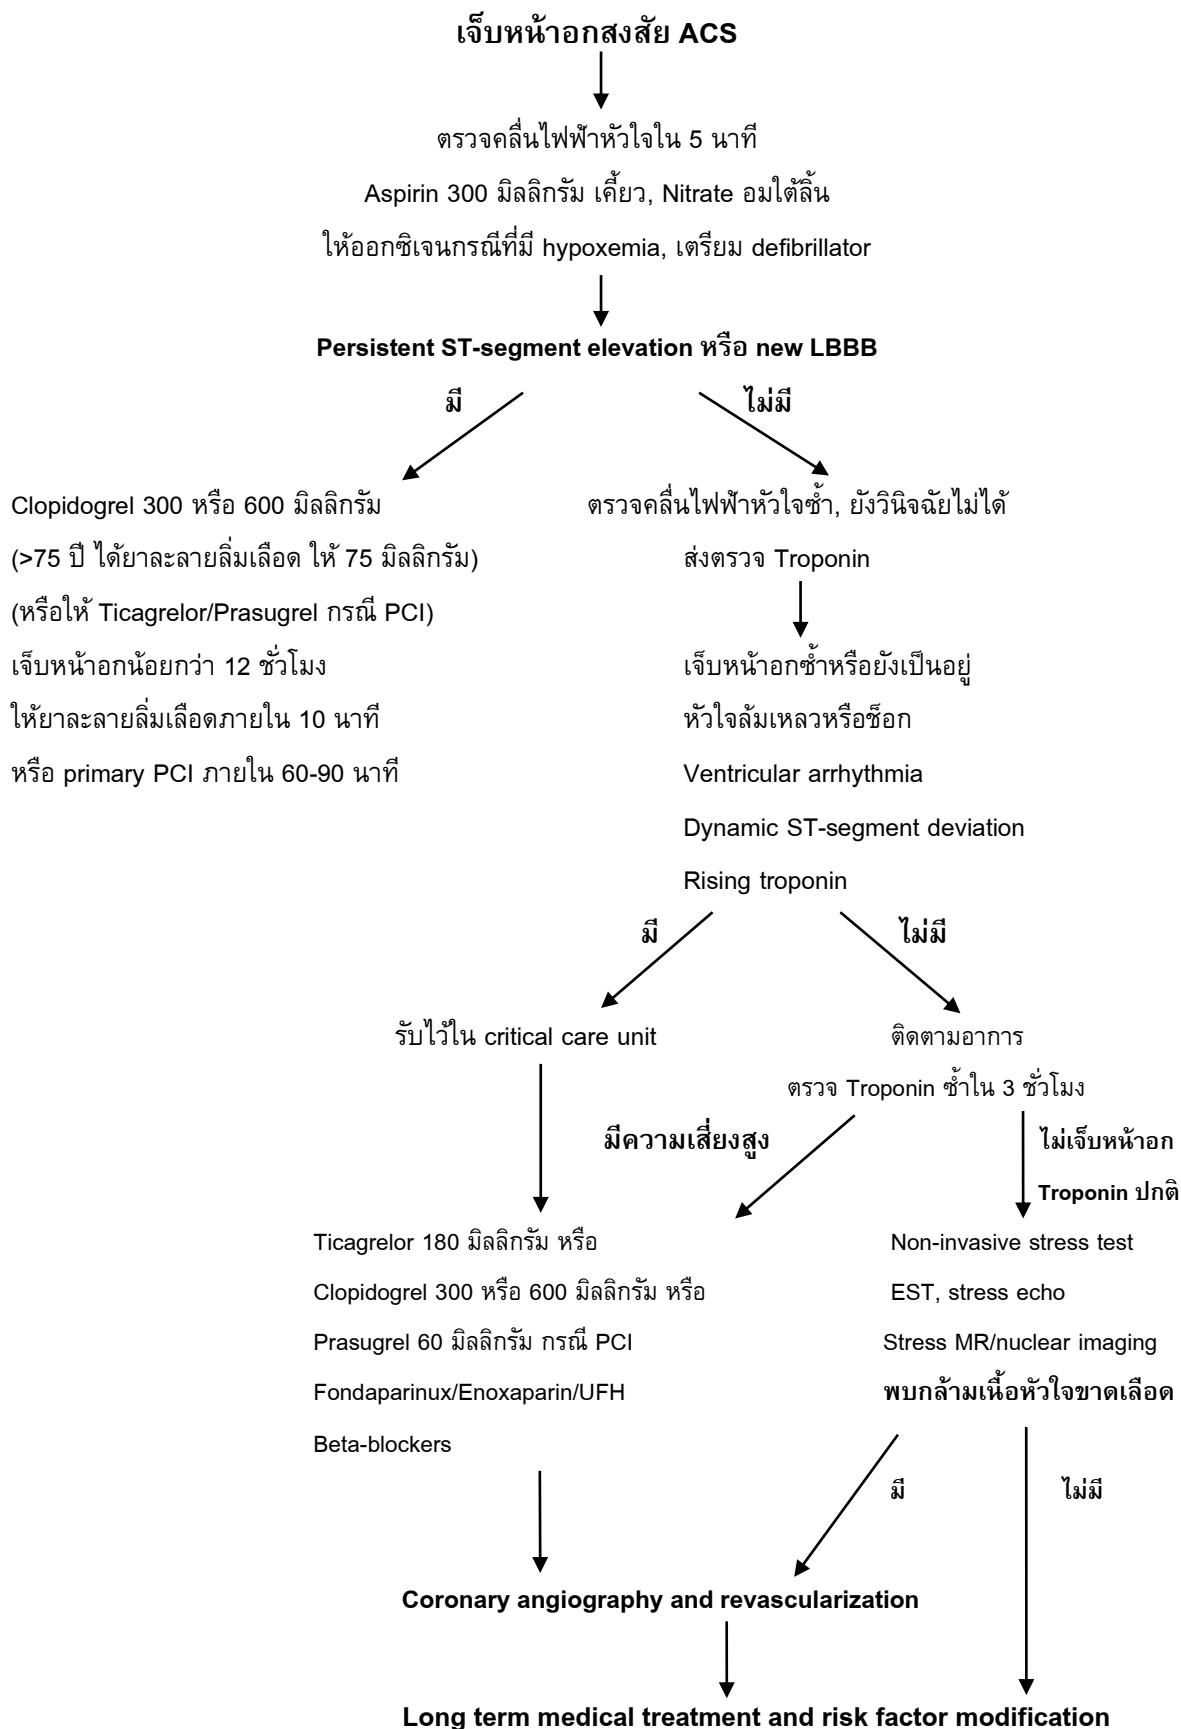 เจ็บหน้าอกสงสัย ACS
ตรวจคลื่นไฟฟ้าหัวใจใน 5 นาที
Aspirin 300 มิลลิกรัม เคี้ยว, Nitrate อมใต้ลิ้น
ให้ออกซิเจนกรณีที่มี hypoxemia, เตรียม defibrillator
Persistent ST-segment elevation หรือ new LBBB
มี
ไม่มี
Clopidogrel 300 หรือ 600 มิลลิกรัม
(>75 ปี ได้ยาละลายลิ่มเลือด ให้ 75 มิลลิกรัม)
(หรือให้ Ticagrelor/Prasugrel กรณี PCI)
เจ็บหน้าอกน้อยกว่า 12 ชั่วโมง
ให้ยาละลายลิ่มเลือดภายใน 10 นาที
หรือ primary PCI ภายใน 60-90 นาที
ตรวจคลื่นไฟฟ้าหัวใจซ้ำ, ยังวินิจฉัยไม่ได้
ส่งตรวจ Troponin
เจ็บหน้าอกซ้ำหรือยังเป็นอยู่
หัวใจล้มเหลวหรือช็อก
Ventricular arrhythmia
Dynamic ST-segment deviation
Rising troponin
มี
ไม่มี
รับไว้ใน critical care unit
ติดตามอาการ
ตรวจ Troponin ซ้ำใน 3 ชั่วโมง
มีความเสี่ยงสูง
ไม่เจ็บหน้าอก
Troponin ปกติ
Ticagrelor 180 มิลลิกรัม หรือ
Clopidogrel 300 หรือ 600 มิลลิกรัม หรือ
Prasugrel 60 มิลลิกรัม กรณี PCI
Fondaparinux/Enoxaparin/UFH
Beta-blockers
Non-invasive stress test
EST, stress echo
Stress MR/nuclear imaging
พบกล้ามเนื้อหัวใจขาดเลือด
มี
ไม่มี
Coronary angiography and revascularization
Long term medical treatment and risk factor modification